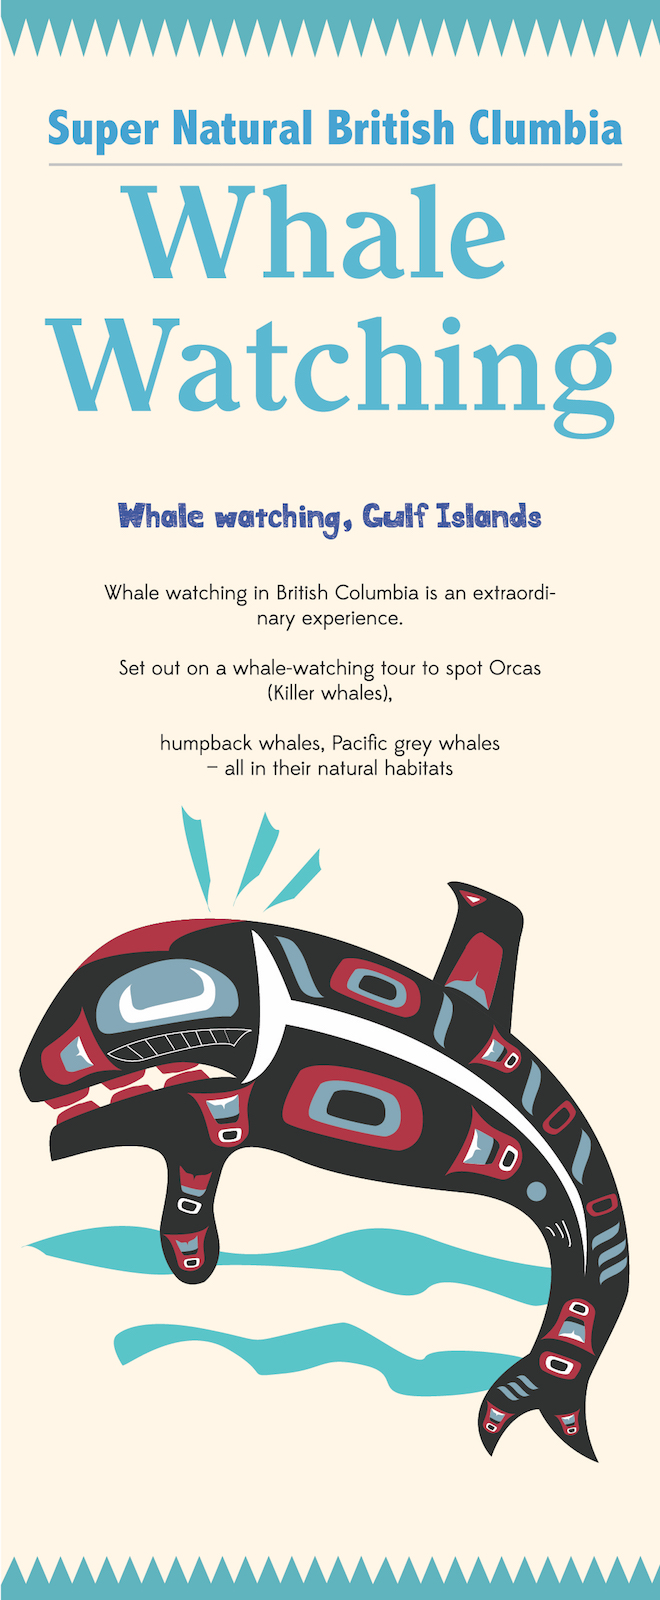 Super Natural British Clumbia
Whale
Watching
Whale watching, Gulf Islands
Whale watching in British Columbia is an extraordi-
nary experience.
Set out on a whale-watching tour to spot Orcas
(Killer whales),
humpback whales, Pacific grey whales
– all in their natural habitats